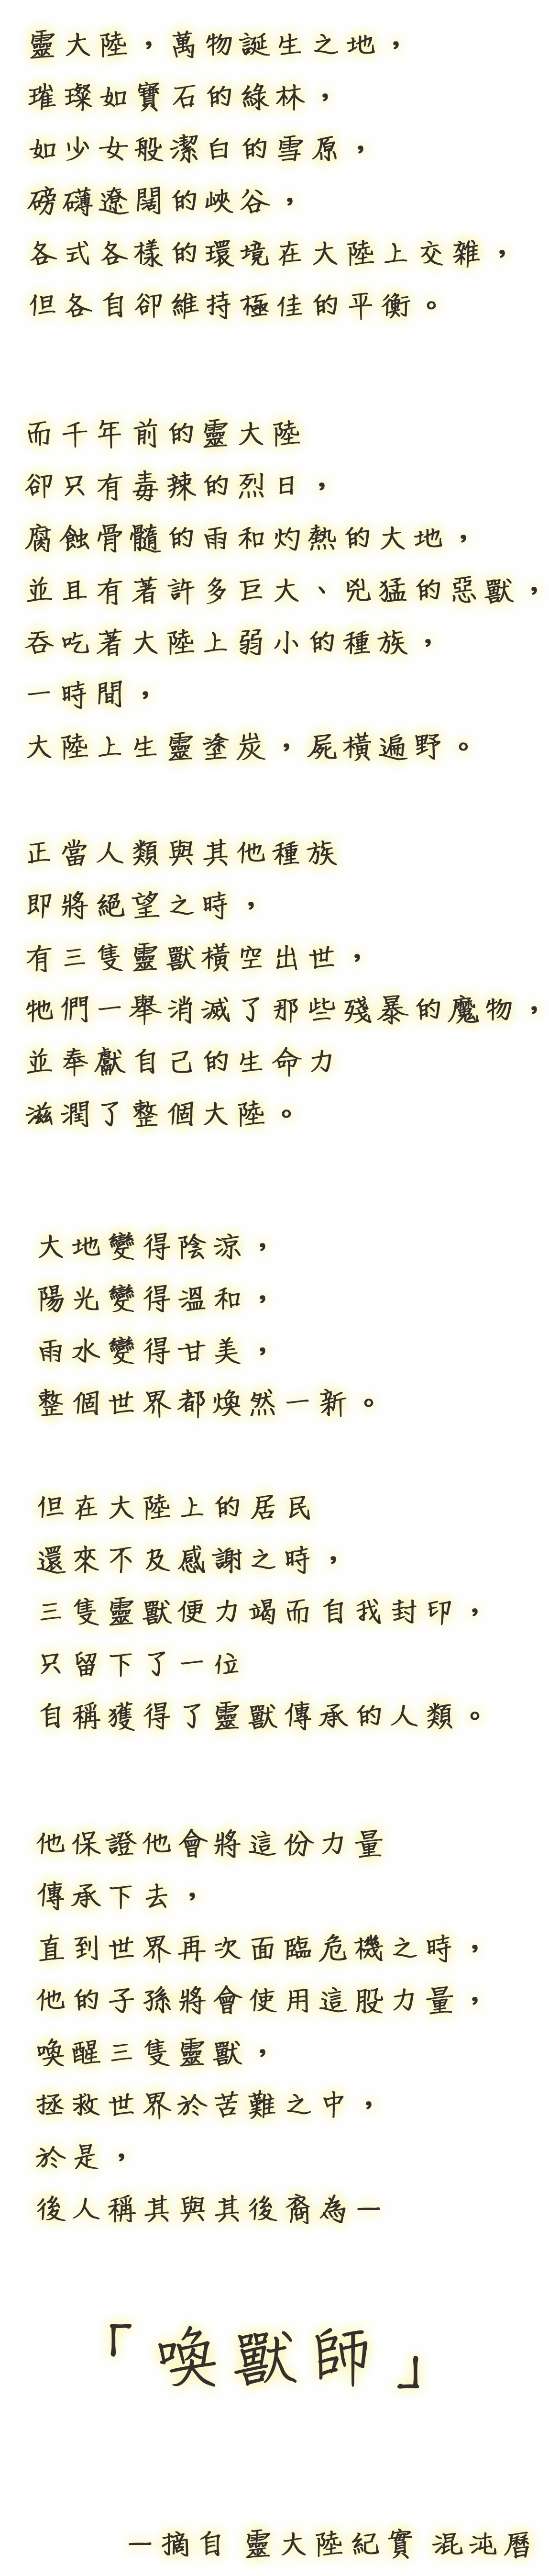 靈大陸，萬物誕生之地，
璀璨如寶石的綠林，
如少女般潔白的雪原，
磅礴遼闊的峽谷，
各式各樣的環境在大陸上交雜，
但各自卻維持極佳的平衡。
而千年前的靈大陸
卻只有毒辣的烈日，
腐蝕骨髓的雨和灼熱的大地，
並且有著許多巨大、兇猛的惡獸，
吞吃著大陸上弱小的種族，
一時間，
大陸上生靈塗炭，屍橫遍野。
正當人類與其他種族
即將絕望之時，
有三隻靈獸橫空出世，
牠們一舉消滅了那些殘暴的魔物，
並奉獻自己的生命力
滋潤了整個大陸。
大地變得陰涼，
陽光變得溫和，
雨水變得甘美，
整個世界都煥然一新。
但在大陸上的居民
還來不及感謝之時，
三隻靈獸便力竭而自我封印，
只留下了一位
自稱獲得了靈獸傳承的人類。
他保證他會將這份力量
傳承下去，
直到世界再次面臨危機之時，
他的子孫將會使用這股力量，
喚醒三隻靈獸，
拯救世界於苦難之中，
於是，
後人稱其與其後裔為—
「喚獸師」
—摘自 靈大陸紀實 混沌曆